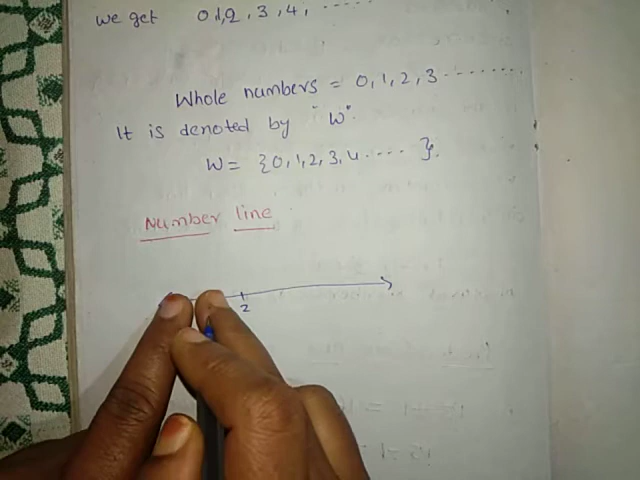 we get 0,1,2,3,4,.....
Whole numbers = 0,1,2,3.........
It is denoted by "W".
W = {0,1,2,3,4.....}.
Number line
2